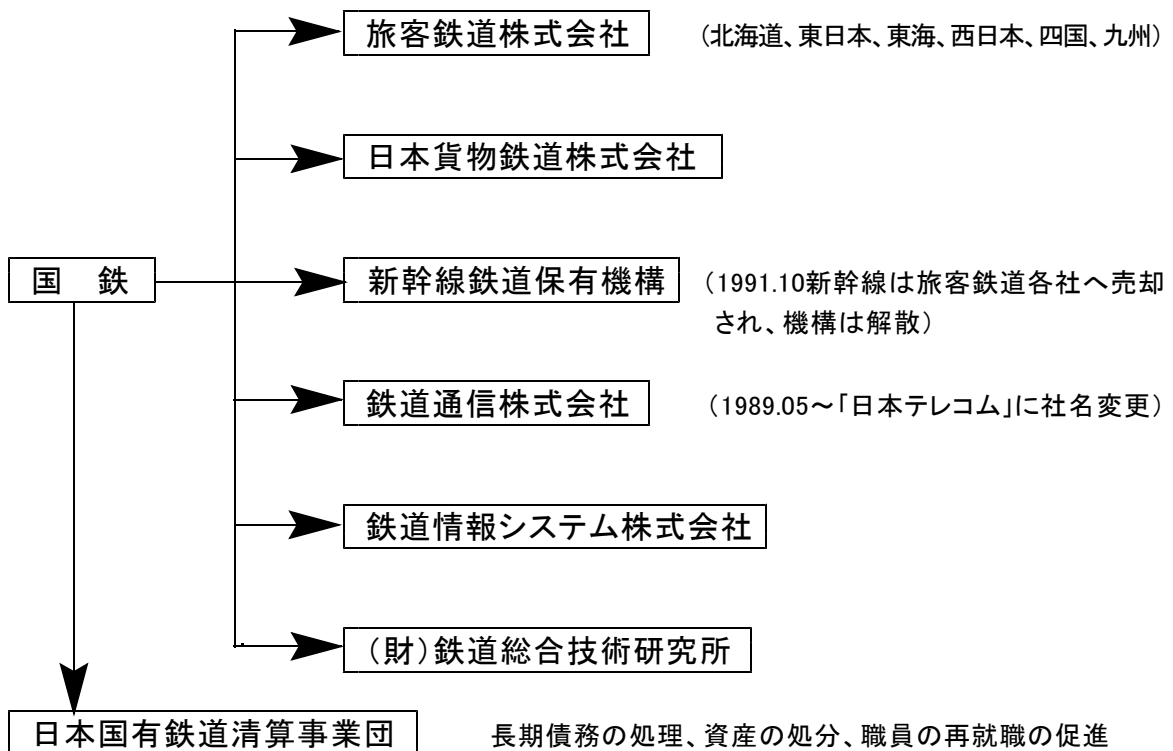 旅客鉄道株式会社 (北海道、東日本、東海、西日本、四国、九州)
日本貨物鉄道株式会社
国 鉄 新幹線鉄道保有機構 (1991.10新幹線は旅客鉄道各社へ売却
され、機構は解散)
鉄道通信株式会社 (1989.05～「日本テレコム」に社名変更)
鉄道情報システム株式会社
(財)鉄道総合技術研究所
日本国有鉄道清算事業団 長期債務の処理、資産の処分、職員の再就職の促進